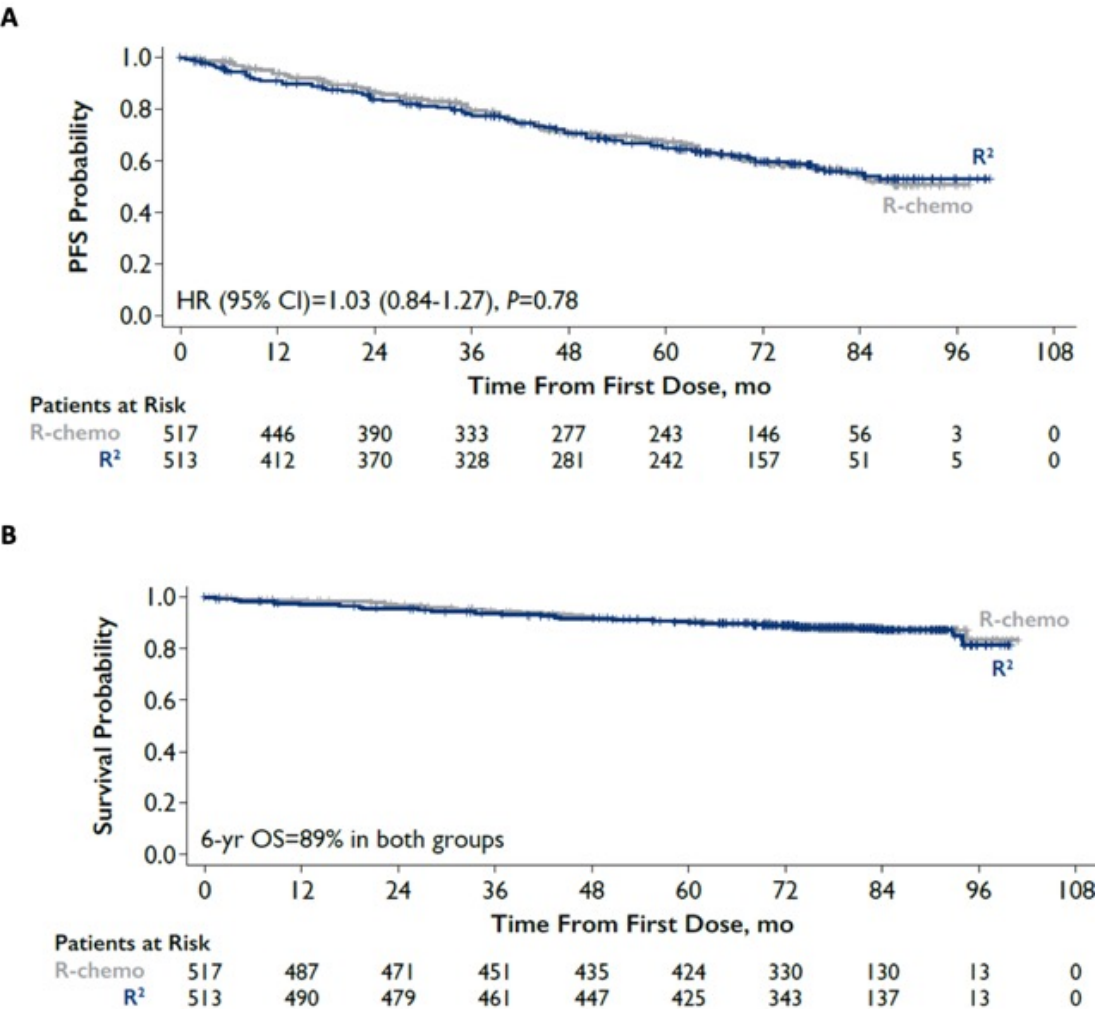 A
PFS Probability
1.0
0.8
0.6
0.4
0.2
0.0
R²
R-chemo
HR (95% CI)=1.03 (0.84-1.27), P=0.78
0 12 24 36 48 60 72 84 96 108
Time From First Dose, mo
Patients at Risk
R-chemo 517 446 390 333 277 243 146 56 3 0
R² 513 412 370 328 281 242 157 51 5 0
B
Survival Probability
1.0
0.8
0.6
0.4
0.2
0.0
R-chemo
R²
6-yr OS=89% in both groups
0 12 24 36 48 60 72 84 96 108
Time From First Dose, mo
Patients at Risk
R-chemo 517 487 471 451 435 424 330 130 13 0
R² 513 490 479 461 447 425 343 137 13 0